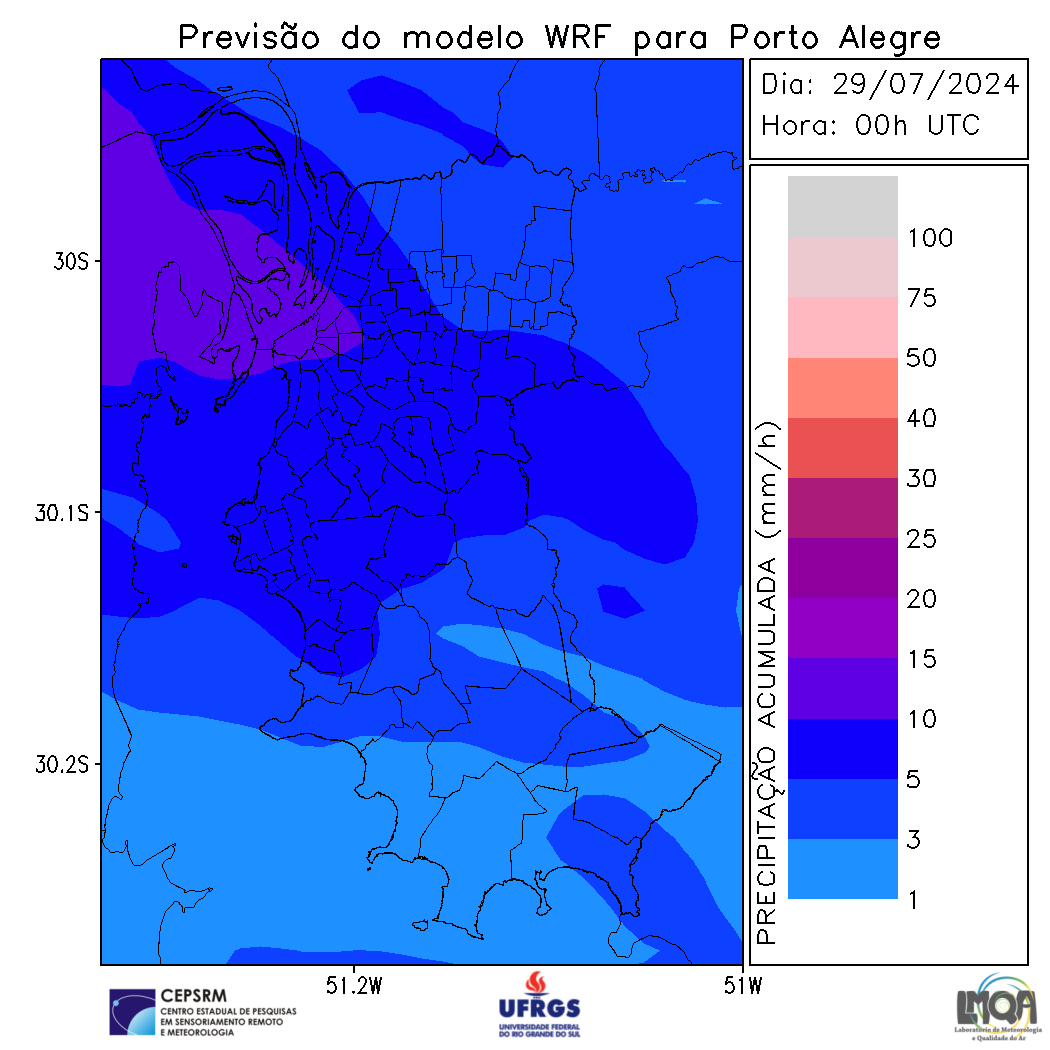 Previsão do modelo WRF para Porto Alegre
Dia: 29/07/2024
Hora: 00h UTC
30S
30.1S
30.2S
51.2W
51W
PRECIPITAÇÃO ACUMULADA (mm/h)
100
75
50
40
30
25
20
15
10
5
3
1
CEPSRM
CENTRO ESTADUAL DE PESQUISAS
EM SENSORIAMENTO REMOTO
E METEOROLOGIA
UFRGS
UNIVERSIDADE FEDERAL
DO RIO GRANDE DO SUL
LMQA
Laboratório de Meteorologia
e Qualidade do Ar